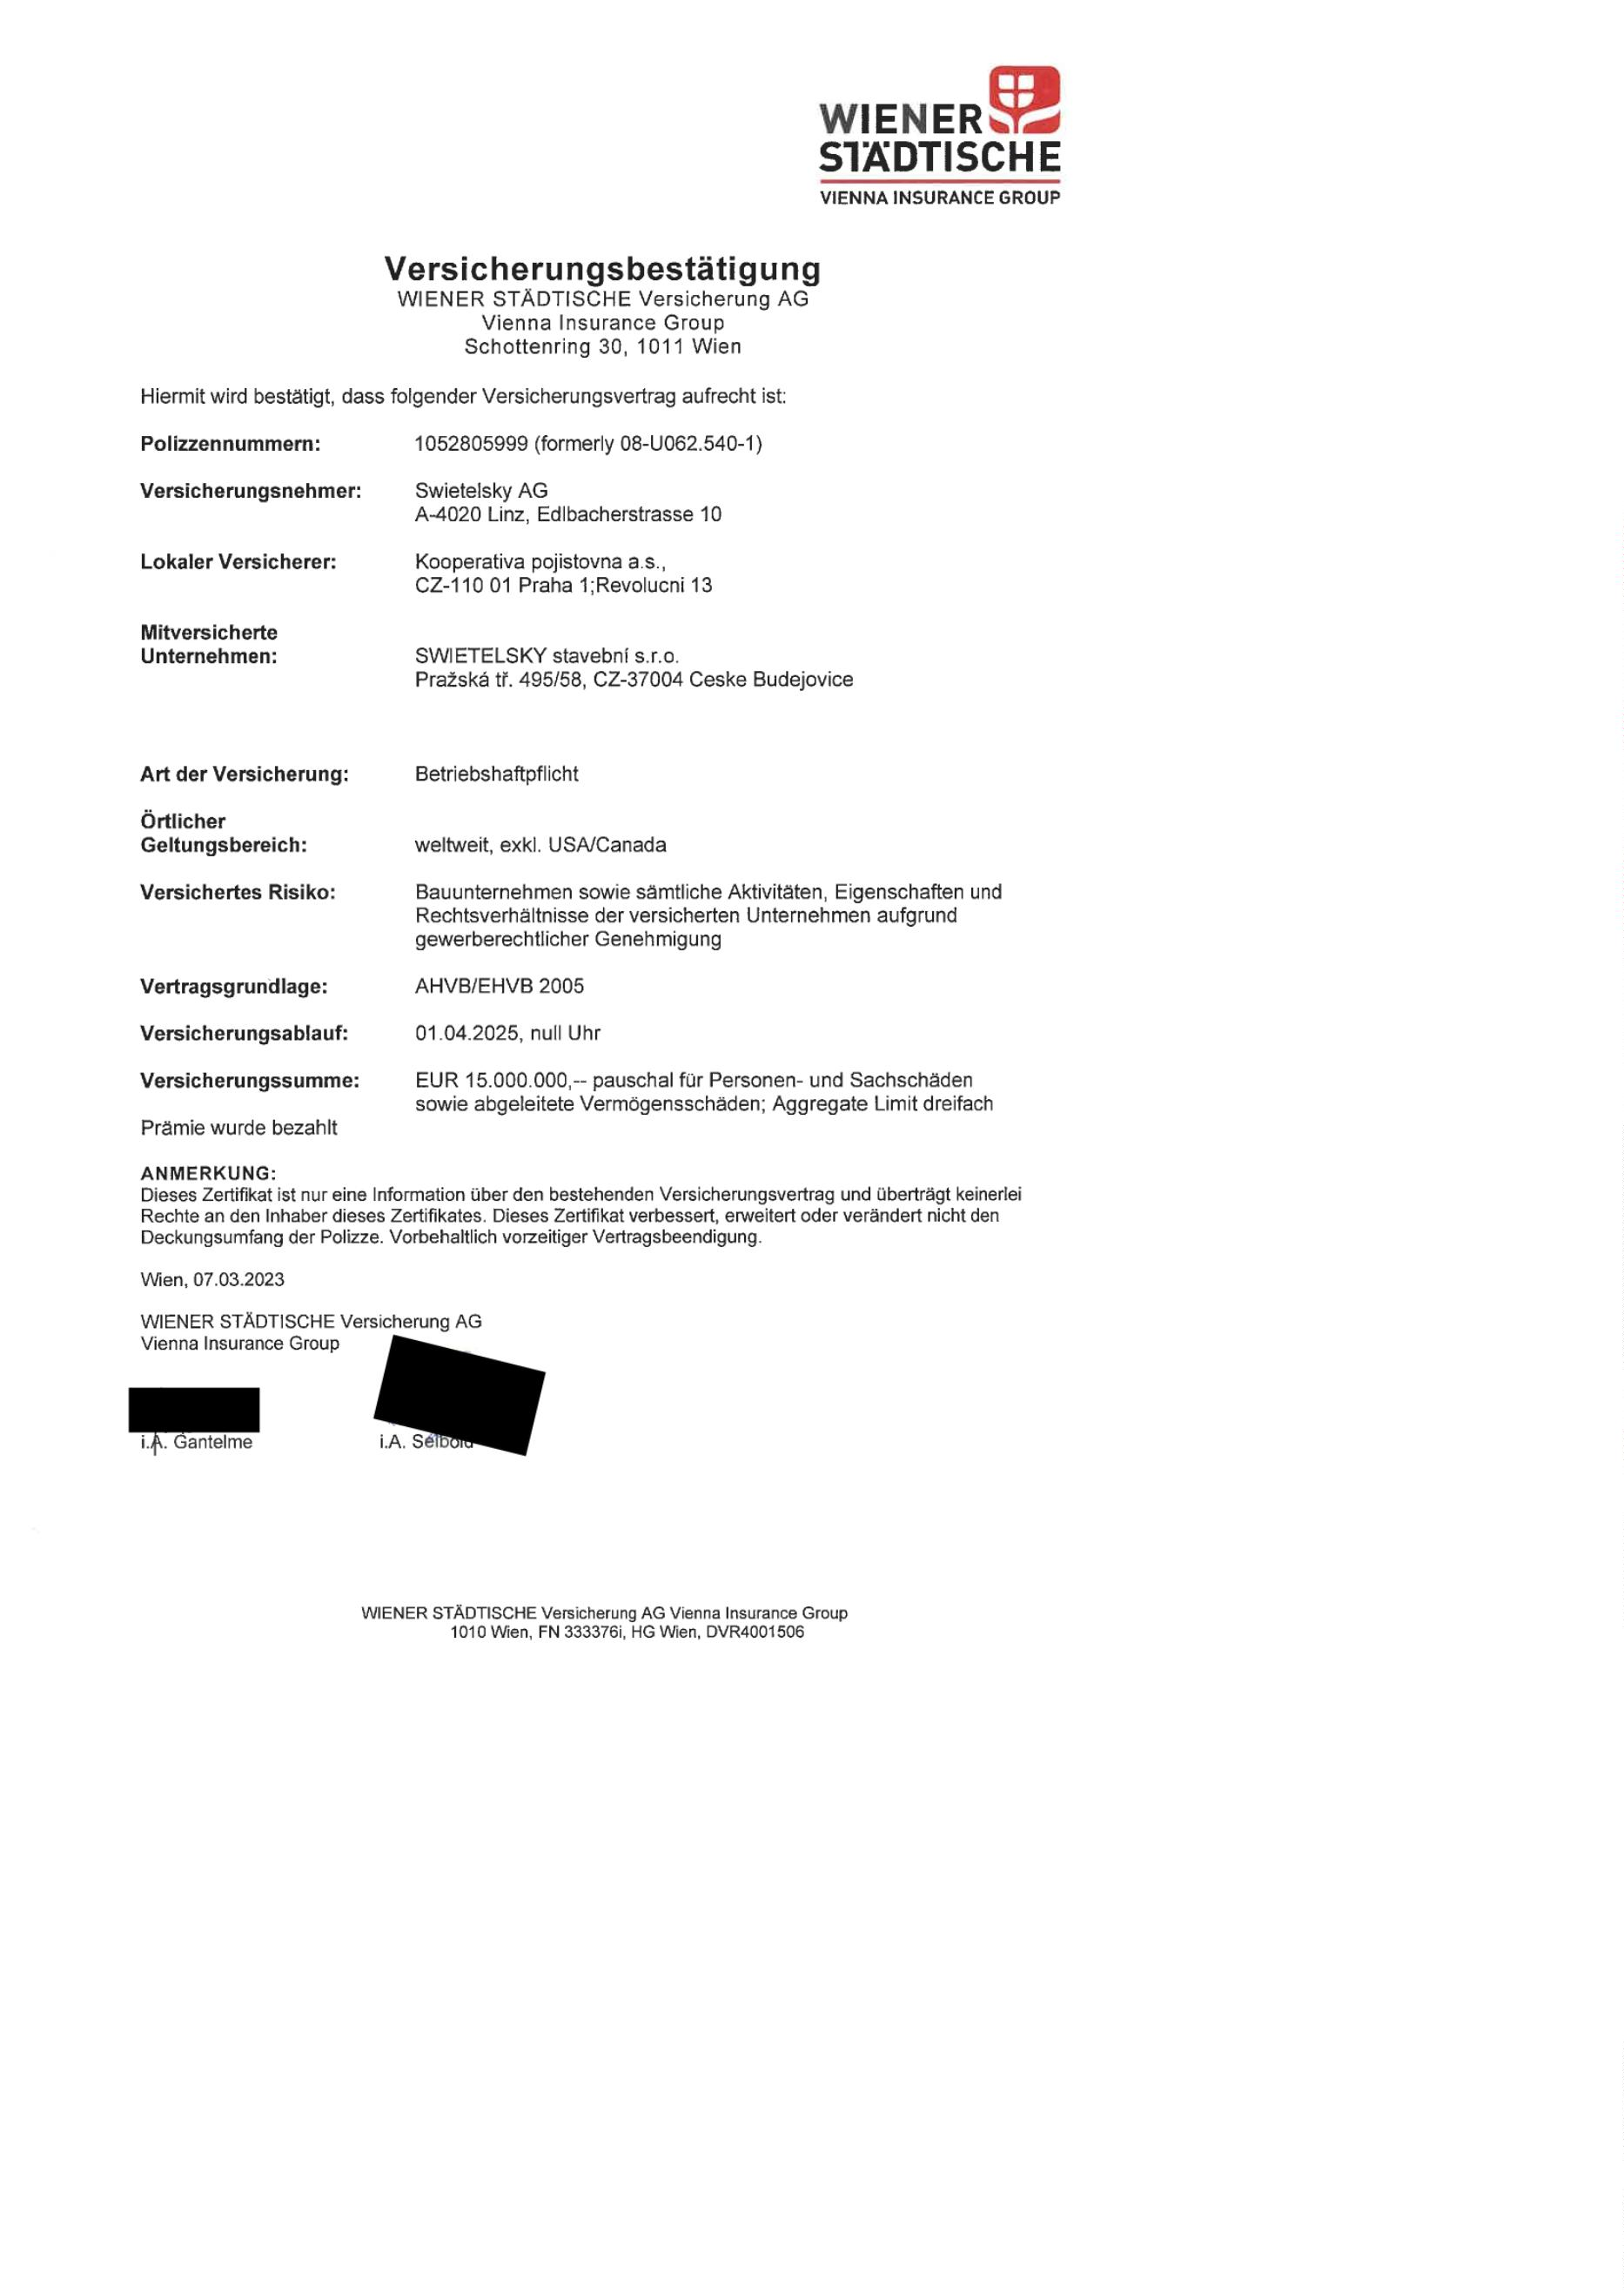 WIENER
STÄDTISCHE
VIENNA INSURANCE GROUP
Versicherungsbestätigung
WIENER STÄDTISCHE Versicherung AG
Vienna Insurance Group
Schottenring 30, 1011 Wien
Hiermit wird bestätigt, dass folgender Versicherungsvertrag aufrecht ist:
Polizzennummern: 1052805999 (formerly 08-U062.540-1)
Versicherungsnehmer: Swietelsky AG
A-4020 Linz, Edlbacherstrasse 10
Lokaler Versicherer: Kooperativa pojistovna a.s.,
CZ-110 01 Praha 1;Revolucni 13
Mitversicherte
Unternehmen: SWIETELSKY stavební s.r.o.
Pražská tř. 495/58, CZ-37004 Ceske Budejovice
Art der Versicherung: Betriebshaftpflicht
Örtlicher
Geltungsbereich: weltweit, exkl. USA/Canada
Versichertes Risiko: Bauunternehmen sowie sämtliche Aktivitäten, Eigenschaften und
Rechtsverhältnisse der versicherten Unternehmen aufgrund
gewerberechtlicher Genehmigung
Vertragsgrundlage: AHVB/EHVB 2005
Versicherungsablauf: 01.04.2025, null Uhr
Versicherungssumme: EUR 15.000.000,-- pauschal für Personen- und Sachschäden
sowie abgeleitete Vermögensschäden; Aggregate Limit dreifach
Prämie wurde bezahlt
ANMERKUNG:
Dieses Zertifikat ist nur eine Information über den bestehenden Versicherungsvertrag und überträgt keinerlei
Rechte an den Inhaber dieses Zertifikates. Dieses Zertifikat verbessert, erweitert oder verändert nicht den
Deckungsumfang der Polizze. Vorbehaltlich vorzeitiger Vertragsbeendigung.
Wien, 07.03.2023
WIENER STÄDTISCHE Versicherung AG
Vienna Insurance Group
i.A. Gantelme
i.A.
WIENER STÄDTISCHE Versicherung AG Vienna Insurance Group
1010 Wien, FN 333376i, HG Wien, DVR4001506